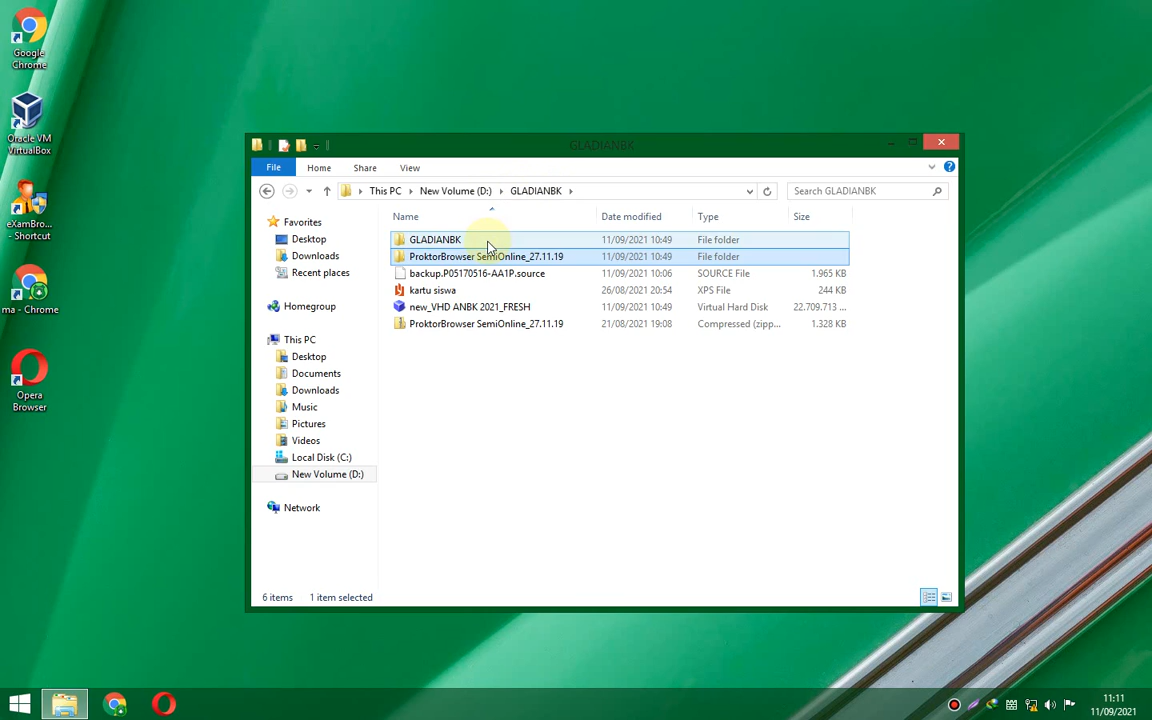 Google
Chrome
Oracle VM
VirtualBox
eXamBro...
- Shortcut
ma - Chrome
Opera
Browser
GLADIANBK
File Home Share View
This PC New Volume (D:) GLADIANBK
Search GLADIANBK
Name Date modified Type Size
Favorites
Desktop
Downloads
Recent places
Homegroup
This PC
Desktop
Documents
Downloads
Music
Pictures
Videos
Local Disk (C:)
New Volume (D:)
Network
GLADIANBK 11/09/2021 10:49 File folder
ProktorBrowser SemiOnline_27.11.19 11/09/2021 10:49 File folder
backup.P05170516-AA1P.source 11/09/2021 10:06 SOURCE File 1.965 KB
kartu siswa 26/08/2021 20:54 XPS File 244 KB
new_VHD ANBK 2021_FRESH 11/09/2021 10:49 Virtual Hard Disk 22.709.713 ...
ProktorBrowser SemiOnline_27.11.19 21/08/2021 19:08 Compressed (zipp... 1.328 KB
6 items 1 item selected
11:11
11/09/2021